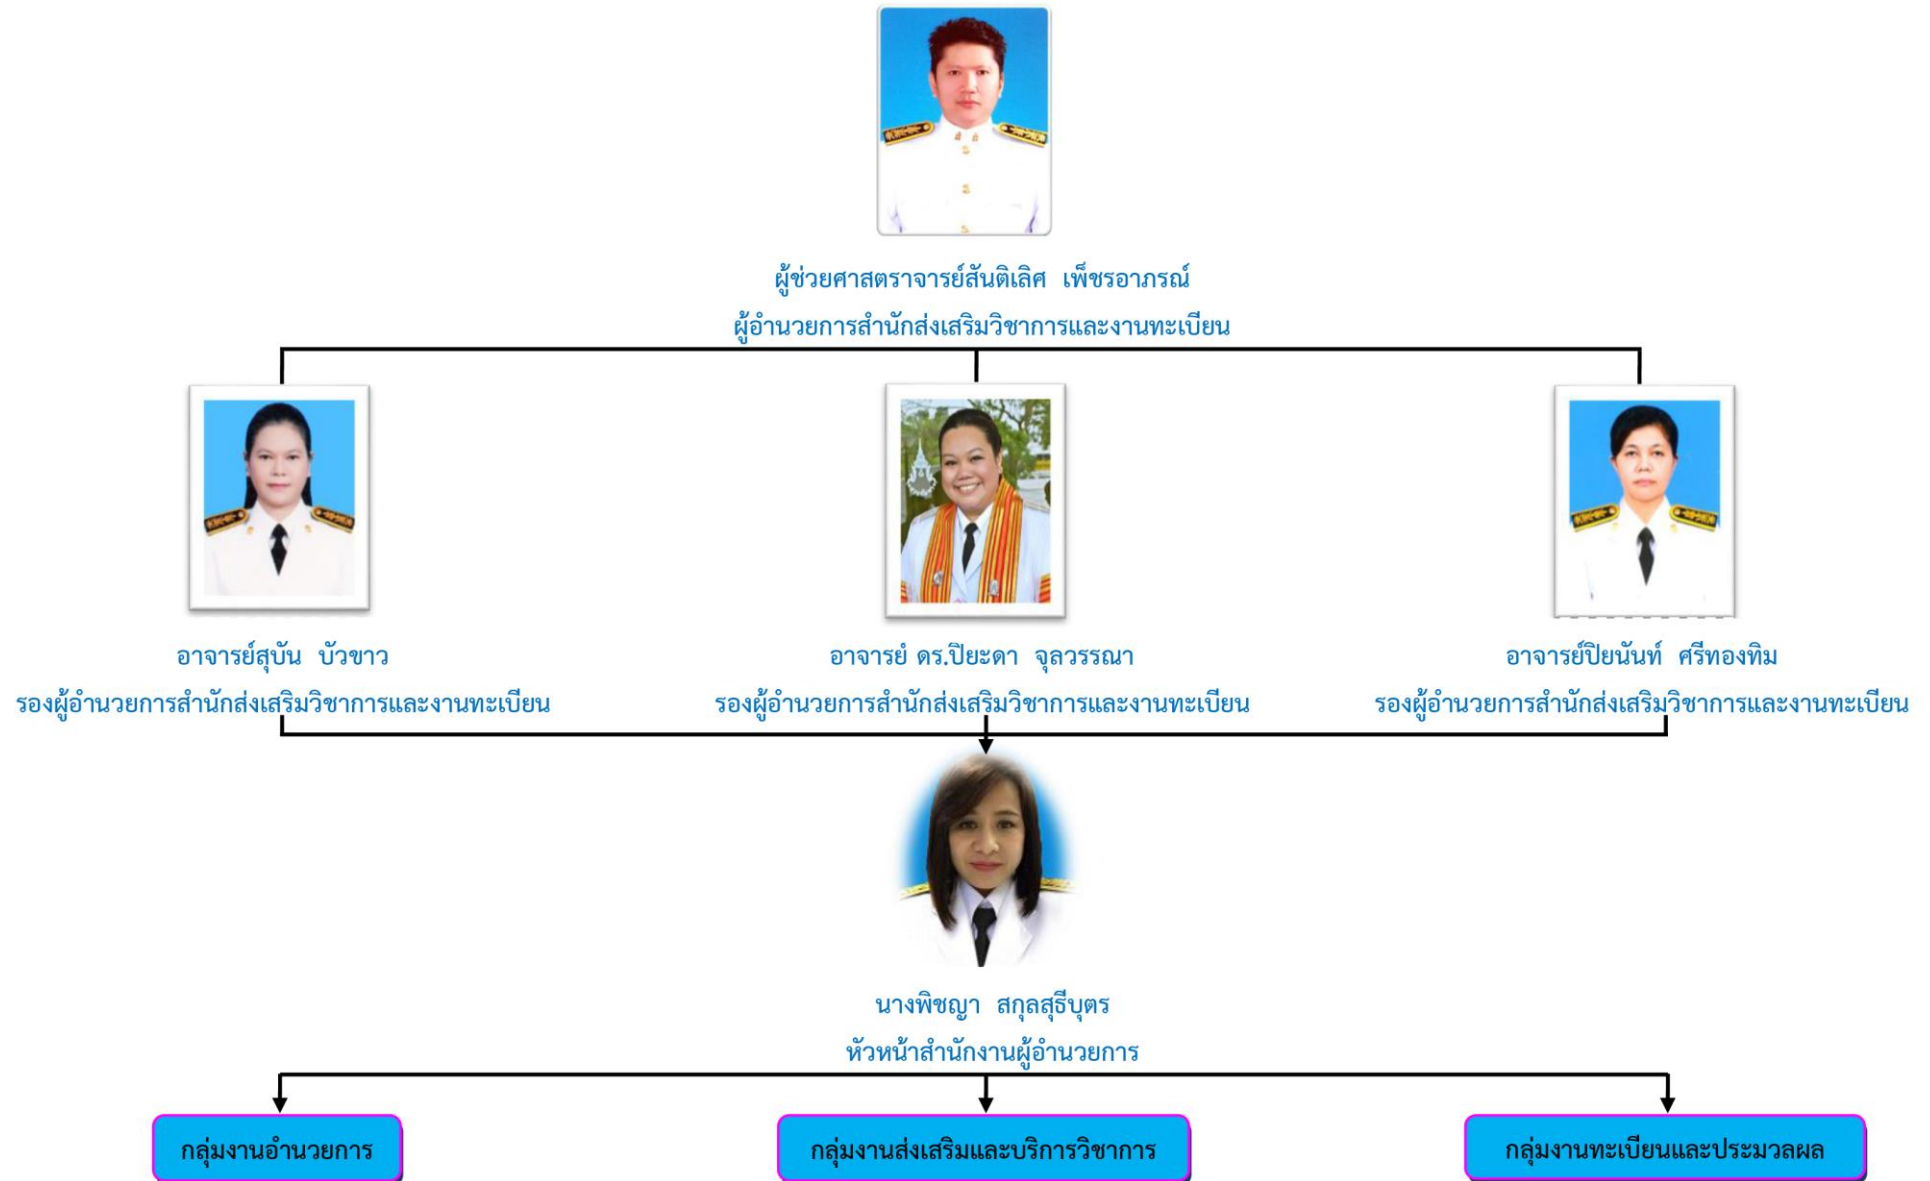 ผู้ช่วยศาสตราจารย์สันติเลิศ เพ็ชรอาภรณ์
ผู้อำนวยการสำนักส่งเสริมวิชาการและงานทะเบียน
อาจารย์สุบัน บัวขาว
รองผู้อำนวยการสำนักส่งเสริมวิชาการและงานทะเบียน
อาจารยํ ดร.ปิยะดา จุลวรรณา
รองผู้อำนวยการสำนักส่งเสริมวิชาการและงานทะเบียน
อาจารย์ปิยนันท์ ศรีทองทิม
รองผู้อำนวยการสำนักส่งเสริมวิชาการและงานทะเบียน
นางพิชญา สกุลสุธีบุตร
หัวหน้าสำนักงานผู้อำนวยการ
กลุ่มงานอำนวยการ
กลุ่มงานส่งเสริมและบริการวิชาการ
กลุ่มงานทะเบียนและประมวลผล